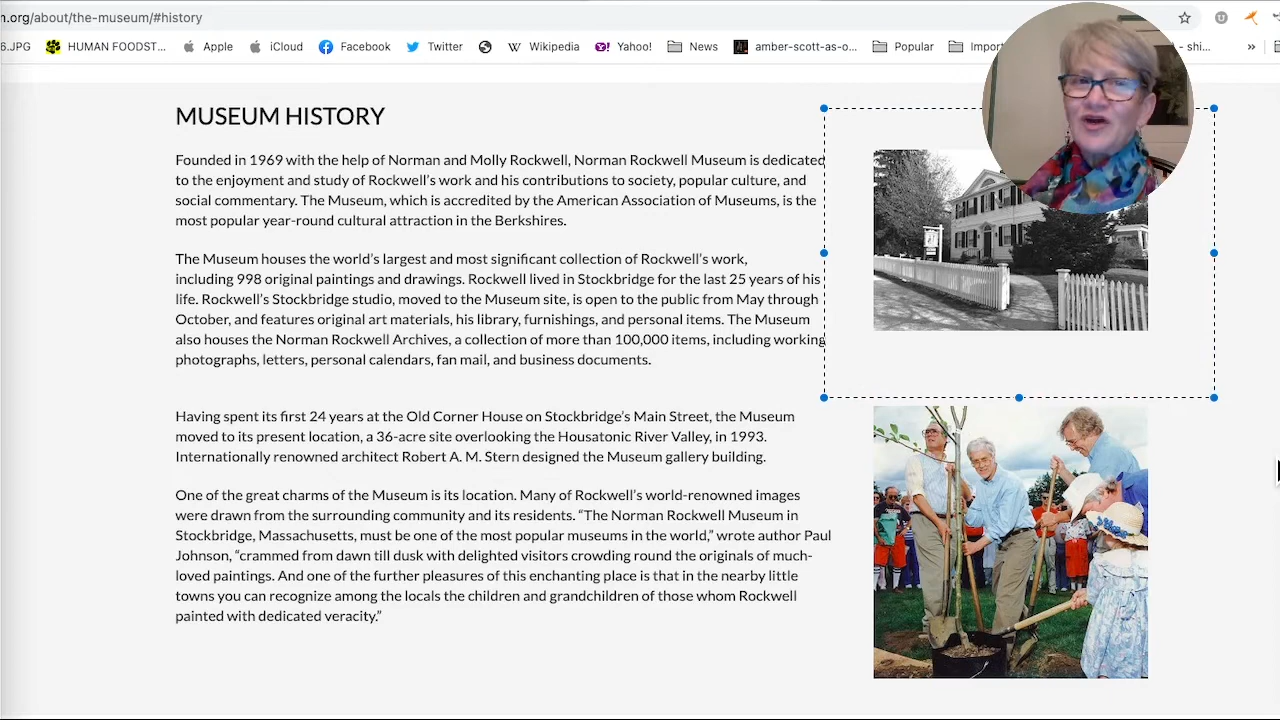 n.org/about/the-museum/#history
6.JPG HUMAN FOODST... Apple iCloud Facebook Twitter Wikipedia Yahoo! News amber-scott-as-o... Popular Import - shi...
MUSEUM HISTORY
Founded in 1969 with the help of Norman and Molly Rockwell, Norman Rockwell Museum is dedicated
to the enjoyment and study of Rockwell’s work and his contributions to society, popular culture, and
social commentary. The Museum, which is accredited by the American Association of Museums, is the
most popular year-round cultural attraction in the Berkshires.
The Museum houses the world’s largest and most significant collection of Rockwell’s work,
including 998 original paintings and drawings. Rockwell lived in Stockbridge for the last 25 years of his
life. Rockwell’s Stockbridge studio, moved to the Museum site, is open to the public from May through
October, and features original art materials, his library, furnishings, and personal items. The Museum
also houses the Norman Rockwell Archives, a collection of more than 100,000 items, including working
photographs, letters, personal calendars, fan mail, and business documents.
Having spent its first 24 years at the Old Corner House on Stockbridge’s Main Street, the Museum
moved to its present location, a 36-acre site overlooking the Housatonic River Valley, in 1993.
Internationally renowned architect Robert A. M. Stern designed the Museum gallery building.
One of the great charms of the Museum is its location. Many of Rockwell’s world-renowned images
were drawn from the surrounding community and its residents. “The Norman Rockwell Museum in
Stockbridge, Massachusetts, must be one of the most popular museums in the world,” wrote author Paul
Johnson, “crammed from dawn till dusk with delighted visitors crowding round the originals of much-
loved paintings. And one of the further pleasures of this enchanting place is that in the nearby little
towns you can recognize among the locals the children and grandchildren of those whom Rockwell
painted with dedicated veracity.”